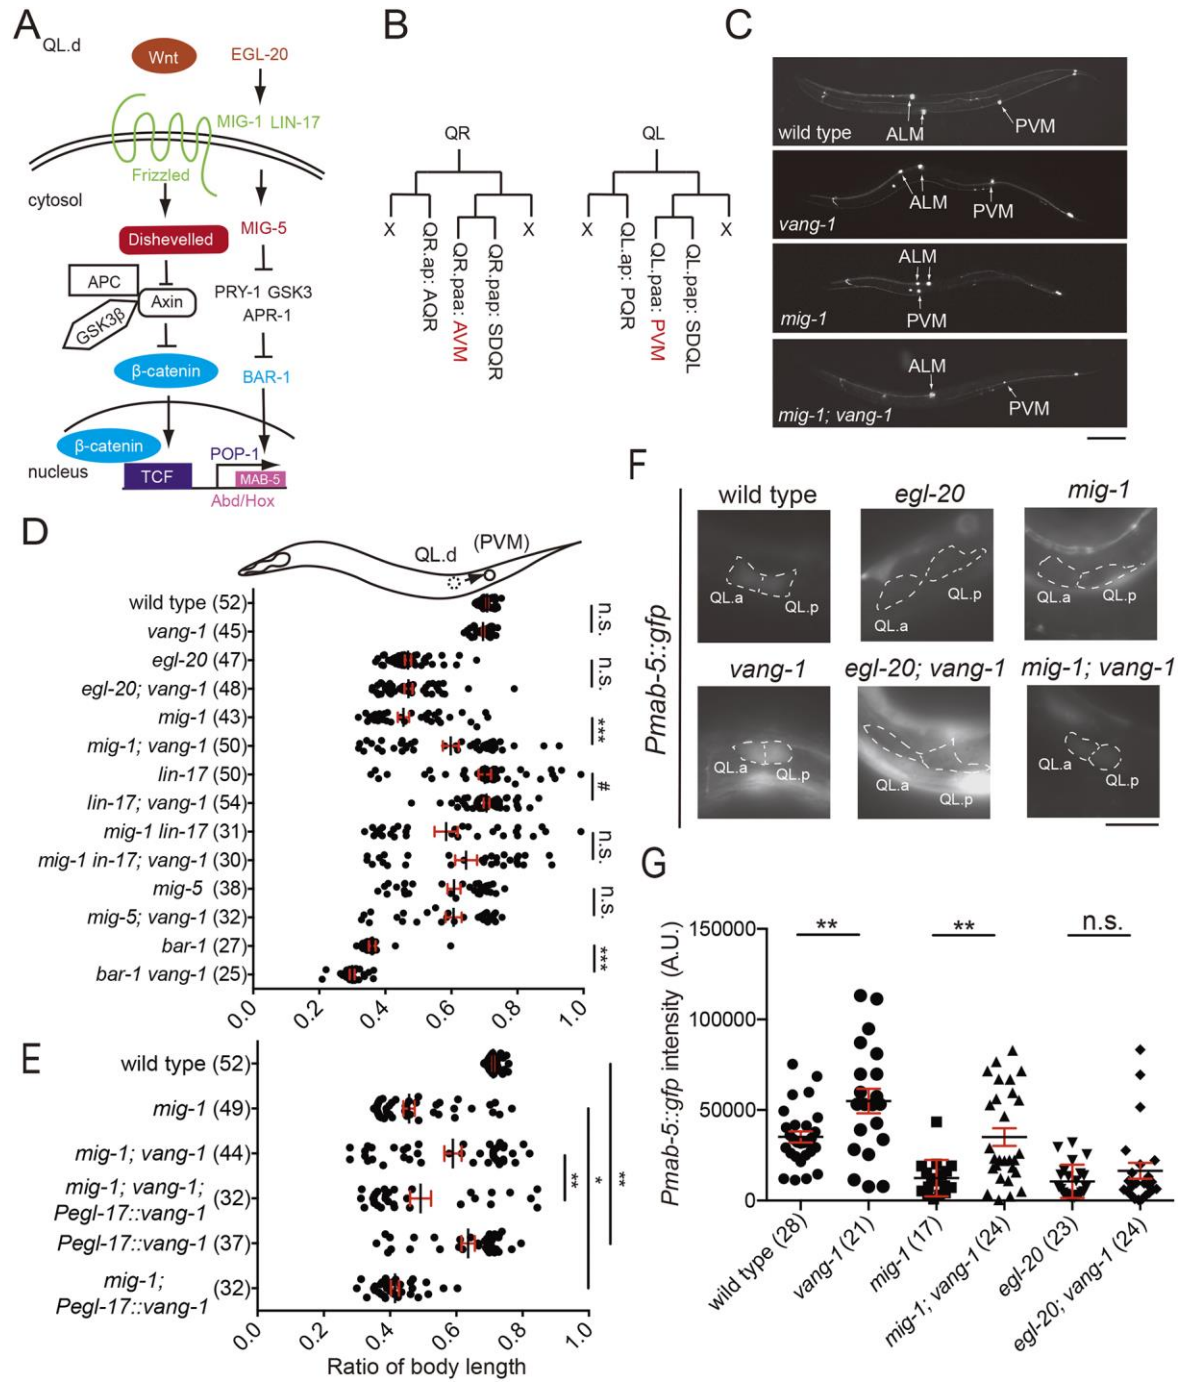 A
QL.d
Wnt
EGL-20
MIG-1 LIN-17
Frizzled
cytosol
Dishevelled
MIG-5
APC
Axin
GSK3β
PRY-1 GSK3
APR-1
β-catenin
BAR-1
β-catenin
nucleus
TCF
POP-1
MAB-5
Abd/Hox
B
QR
X
QR.ap: AQR
QR.paa: AVM
QR.pap: SDQR
X
QL
X
QL.ap: PQR
QL.paa: PVM
QL.pap: SDQL
X
C
wild type
ALM
PVM
vang-1
ALM
PVM
mig-1
ALM
PVM
mig-1; vang-1
ALM
PVM
D
QL.d
(PVM)
wild type (52)
vang-1 (45)
n.s.
egl-20 (47)
egl-20; vang-1 (48)
n.s.
mig-1 (43)
mig-1; vang-1 (50)
***
lin-17 (50)
lin-17; vang-1 (54)
#
mig-1 lin-17 (31)
mig-1 in-17; vang-1 (30)
n.s.
mig-5 (38)
mig-5; vang-1 (32)
n.s.
bar-1 (27)
bar-1 vang-1 (25)
***
0.0 0.2 0.4 0.6 0.8 1.0
E
wild type (52)
mig-1 (49)
mig-1; vang-1 (44)
mig-1; vang-1; (32)
Pegl-17::vang-1
Pegl-17::vang-1 (37)
mig-1; (32)
Pegl-17::vang-1
**
*
**
0.0 0.2 0.4 0.6 0.8 1.0
Ratio of body length
F
Pmab-5::gfp
wild type
egl-20
mig-1
QL.a
QL.p
QL.a
QL.p
QL.a
QL.p
vang-1
egl-20; vang-1
mig-1; vang-1
QL.a
QL.p
QL.a
QL.p
QL.a
QL.p
G
Pmab-5::gfp intensity (A.U.)
150000
100000
50000
0
**
**
n.s.
wild type (28)
vang-1 (21)
mig-1 (17)
mig-1; vang-1 (24)
egl-20 (23)
egl-20; vang-1 (24)